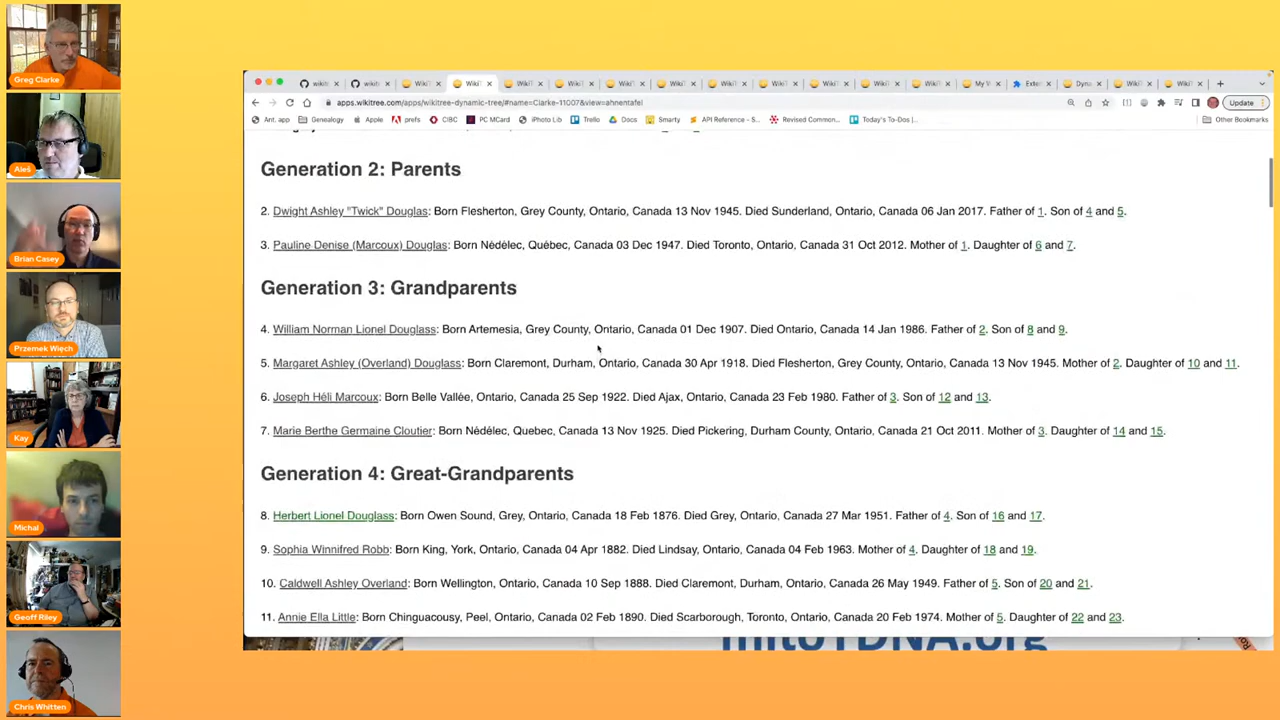 Greg Clarke
Aleš
Brian Casey
Przemek Więch
Kay
Michal
Geoff Riley
Chris Whitten
apps.wikitree.com/apps/wikitree-dynamic-tree/#name=Clarke-11007&view=ahnentafel
Update
Ant. app Genealogy Apple prefs CIBC PC MCard iPhoto Lib Trello Docs Smarty API Reference - S... Revised Common... Today's To-Dos |... Other Bookmarks
Generation 2: Parents
2. Dwight Ashley "Twick" Douglas: Born Flesherton, Grey County, Ontario, Canada 13 Nov 1945. Died Sunderland, Ontario, Canada 06 Jan 2017. Father of 1. Son of 4 and 5.
3. Pauline Denise (Marcoux) Douglas: Born Nédélec, Québec, Canada 03 Dec 1947. Died Toronto, Ontario, Canada 31 Oct 2012. Mother of 1. Daughter of 6 and 7.
Generation 3: Grandparents
4. William Norman Lionel Douglass: Born Artemesia, Grey County, Ontario, Canada 01 Dec 1907. Died Ontario, Canada 14 Jan 1986. Father of 2. Son of 8 and 9.
5. Margaret Ashley (Overland) Douglass: Born Claremont, Durham, Ontario, Canada 30 Apr 1918. Died Flesherton, Grey County, Ontario, Canada 13 Nov 1945. Mother of 2. Daughter of 10 and 11.
6. Joseph Héli Marcoux: Born Belle Vallée, Ontario, Canada 25 Sep 1922. Died Ajax, Ontario, Canada 23 Feb 1980. Father of 3. Son of 12 and 13.
7. Marie Berthe Germaine Cloutier: Born Nédélec, Quebec, Canada 13 Nov 1925. Died Pickering, Durham County, Ontario, Canada 21 Oct 2011. Mother of 3. Daughter of 14 and 15.
Generation 4: Great-Grandparents
8. Herbert Lionel Douglass: Born Owen Sound, Grey, Ontario, Canada 18 Feb 1876. Died Grey, Ontario, Canada 27 Mar 1951. Father of 4. Son of 16 and 17.
9. Sophia Winnifred Robb: Born King, York, Ontario, Canada 04 Apr 1882. Died Lindsay, Ontario, Canada 04 Feb 1963. Mother of 4. Daughter of 18 and 19.
10. Caldwell Ashley Overland: Born Wellington, Ontario, Canada 10 Sep 1888. Died Claremont, Durham, Ontario, Canada 26 May 1949. Father of 5. Son of 20 and 21.
11. Annie Ella Little: Born Chinguacousy, Peel, Ontario, Canada 02 Feb 1890. Died Scarborough, Toronto, Ontario, Canada 20 Feb 1974. Mother of 5. Daughter of 22 and 23.
mitoYDNA.org